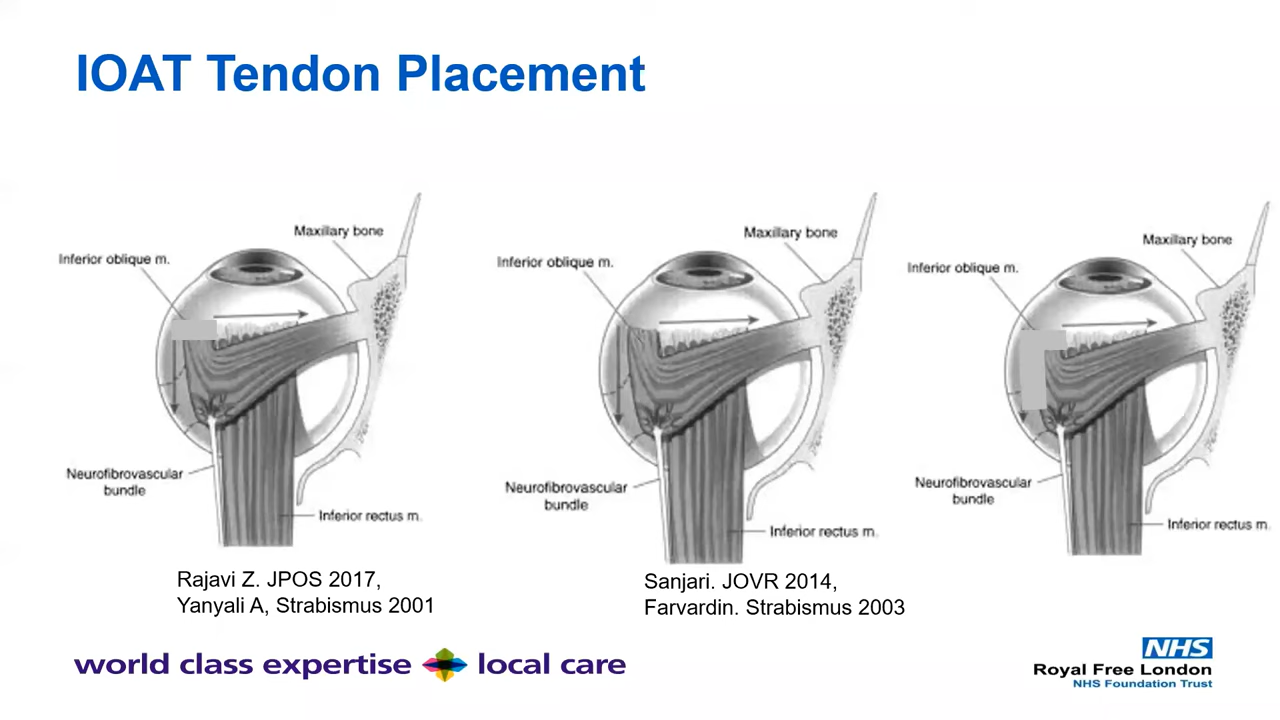 IOAT Tendon Placement
Maxillary bone
Inferior oblique m.
Neurofibrovascular
bundle
Inferior rectus m.
Rajavi Z. JPOS 2017,
Yanyali A, Strabismus 2001
Maxillary bone
Inferior oblique m.
Neurofibrovascular
bundle
Inferior rectus m.
Sanjari. JOVR 2014,
Farvardin. Strabismus 2003
Maxillary bone
Inferior oblique m.
Neurofibrovascular
bundle
Inferior rectus m.
world class expertise local care
NHS
Royal Free London
NHS Foundation Trust